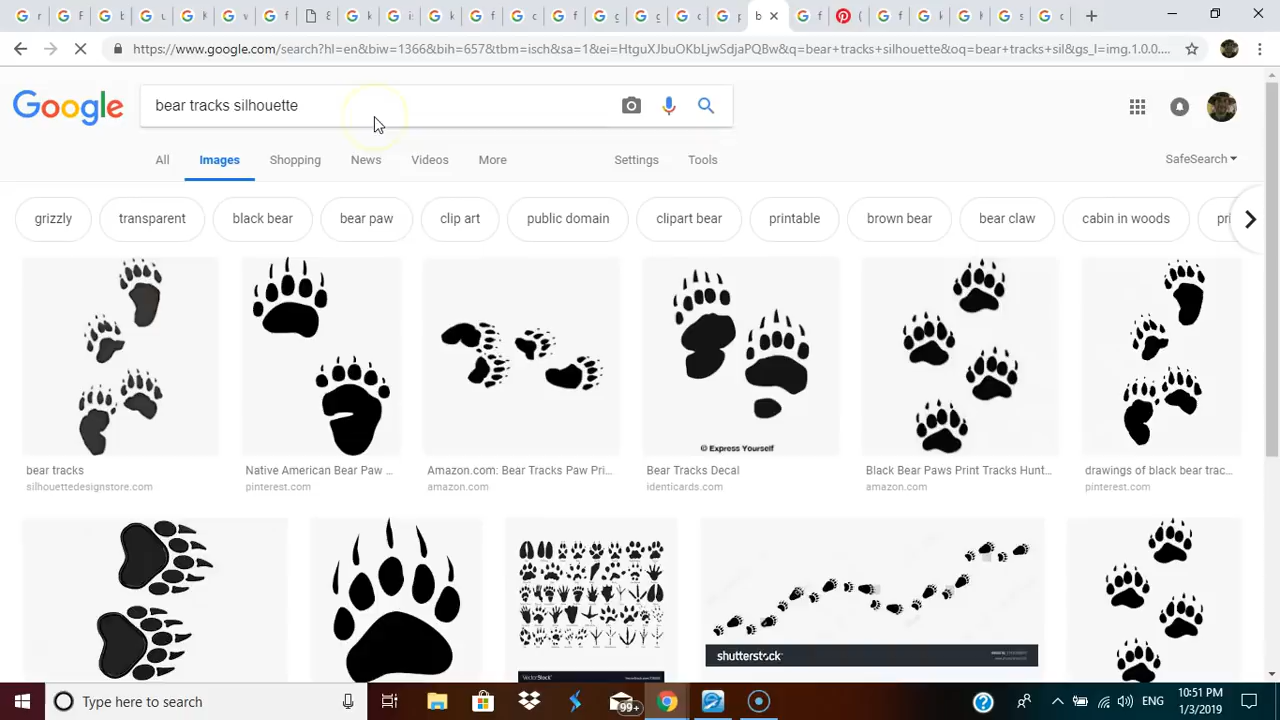 8
is
b
https://www.google.com/search?hl=en&biw=1366&bih=657&tbm=isch&sa=1&ei=HtguXJbuOKbLjwSdjaPQBw&q=bear+tracks+silhouette&oq=bear+tracks+sil&gs_l=img.1.0.0....
Google
bear tracks silhouette
All
Images
Shopping
News
Videos
More
Settings
Tools
SafeSearch
grizzly
transparent
black bear
bear paw
clip art
public domain
clipart bear
printable
brown bear
bear claw
cabin in woods
pri
© Express Yourself
bear tracks
silhouettedesignstore.com
Native American Bear Paw ...
pinterest.com
Amazon.com: Bear Tracks Paw Pri...
amazon.com
Bear Tracks Decal
identicards.com
Black Bear Paws Print Tracks Hunt...
amazon.com
drawings of black bear trac...
pinterest.com
VectorStock
shutterstock
Type here to search
99+
ENG
10:51 PM
1/3/2019